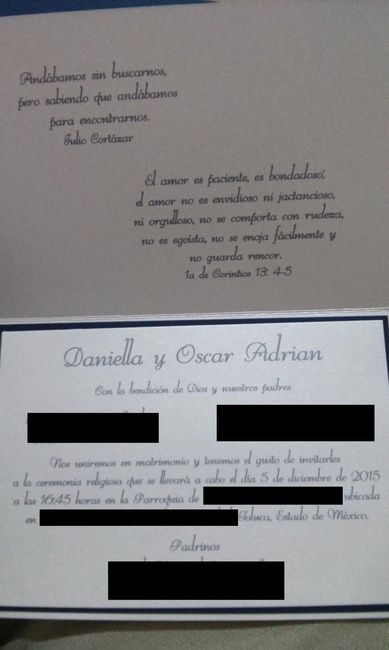 Andábamos sin buscarnos,
pero sabiendo que andábamos
para encontrarnos.
Julio Cortázar
El amor es paciente, es bondadoso;
el amor no es envidioso ni jactancioso,
ni orgulloso, no se comporta con rudeza,
no es egoísta, no se enoja fácilmente y
no guarda rencor.
1a de Corintios 13: 4-5
Daniella y Oscar Adrian
Con la bendición de Dios y nuestros padres
Nos uniremos en matrimonio y tenemos el gusto de invitarles
a la ceremonia religiosa que se llevará a cabo el día 5 de diciembre de 2015
a las 16:45 horas en la Parroquia de ubicada
en Toluca, Estado de México.
Padrinos